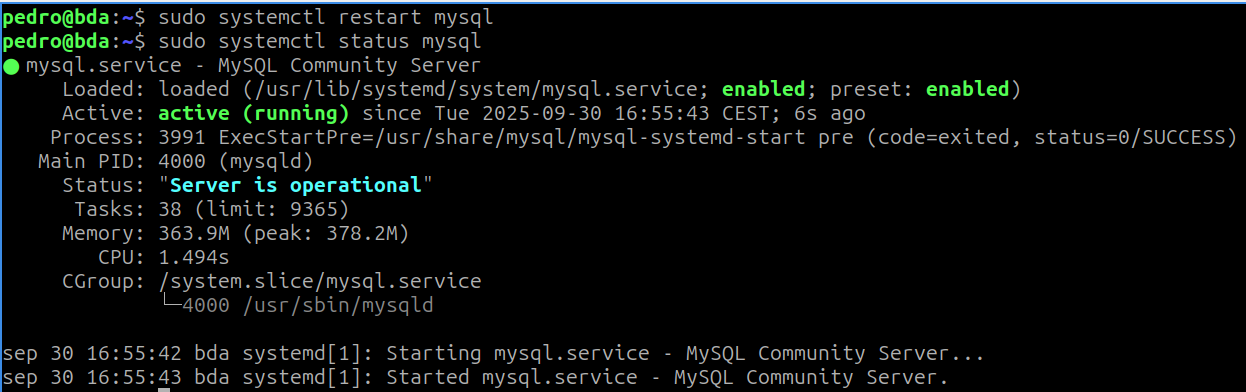 pedro@bda:~$ sudo systemctl restart mysql
pedro@bda:~$ sudo systemctl status mysql
● mysql.service - MySQL Community Server
     Loaded: loaded (/usr/lib/systemd/system/mysql.service; enabled; preset: enabled)
     Active: active (running) since Tue 2025-09-30 16:55:43 CEST; 6s ago
    Process: 3991 ExecStartPre=/usr/share/mysql/mysql-systemd-start pre (code=exited, status=0/SUCCESS)
   Main PID: 4000 (mysqld)
     Status: "Server is operational"
      Tasks: 38 (limit: 9365)
     Memory: 363.9M (peak: 378.2M)
        CPU: 1.494s
     CGroup: /system.slice/mysql.service
             └─4000 /usr/sbin/mysqld
sep 30 16:55:42 bda systemd[1]: Starting mysql.service - MySQL Community Server...
sep 30 16:55:43 bda systemd[1]: Started mysql.service - MySQL Community Server.